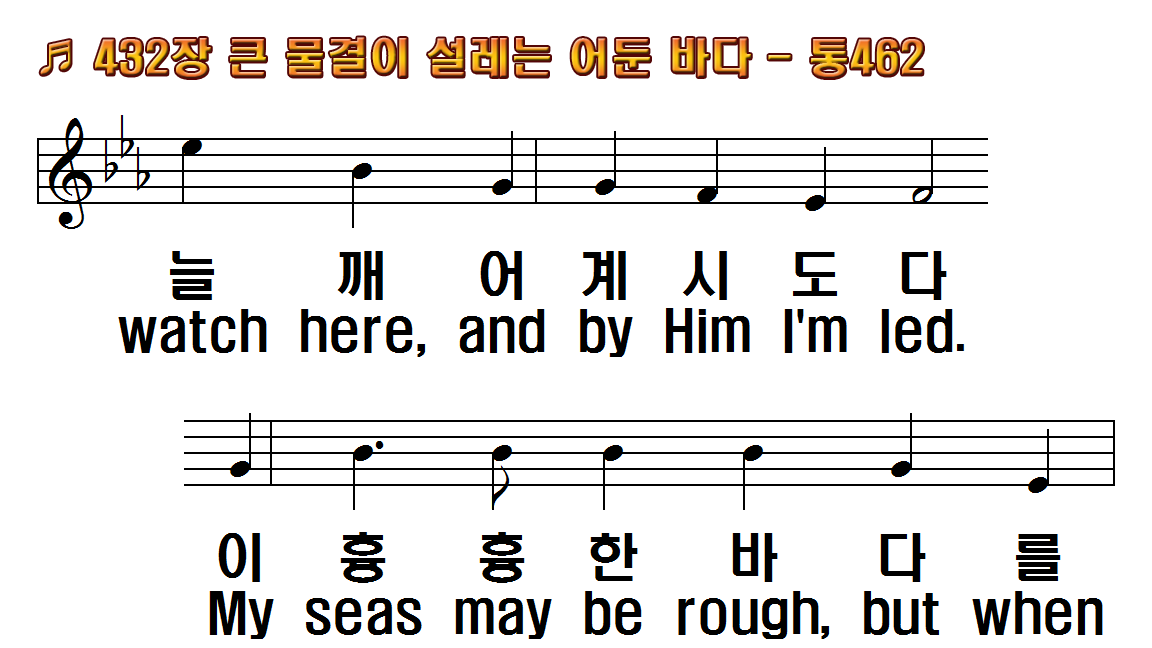 ♬ 432장 큰 물결이 설레는 어둔 바다 - 통462
늘 깨 어 계 시 도 다
watch here, and by Him I'm led.
이 흉 흉 한 바 다 를
My seas may be rough, but when